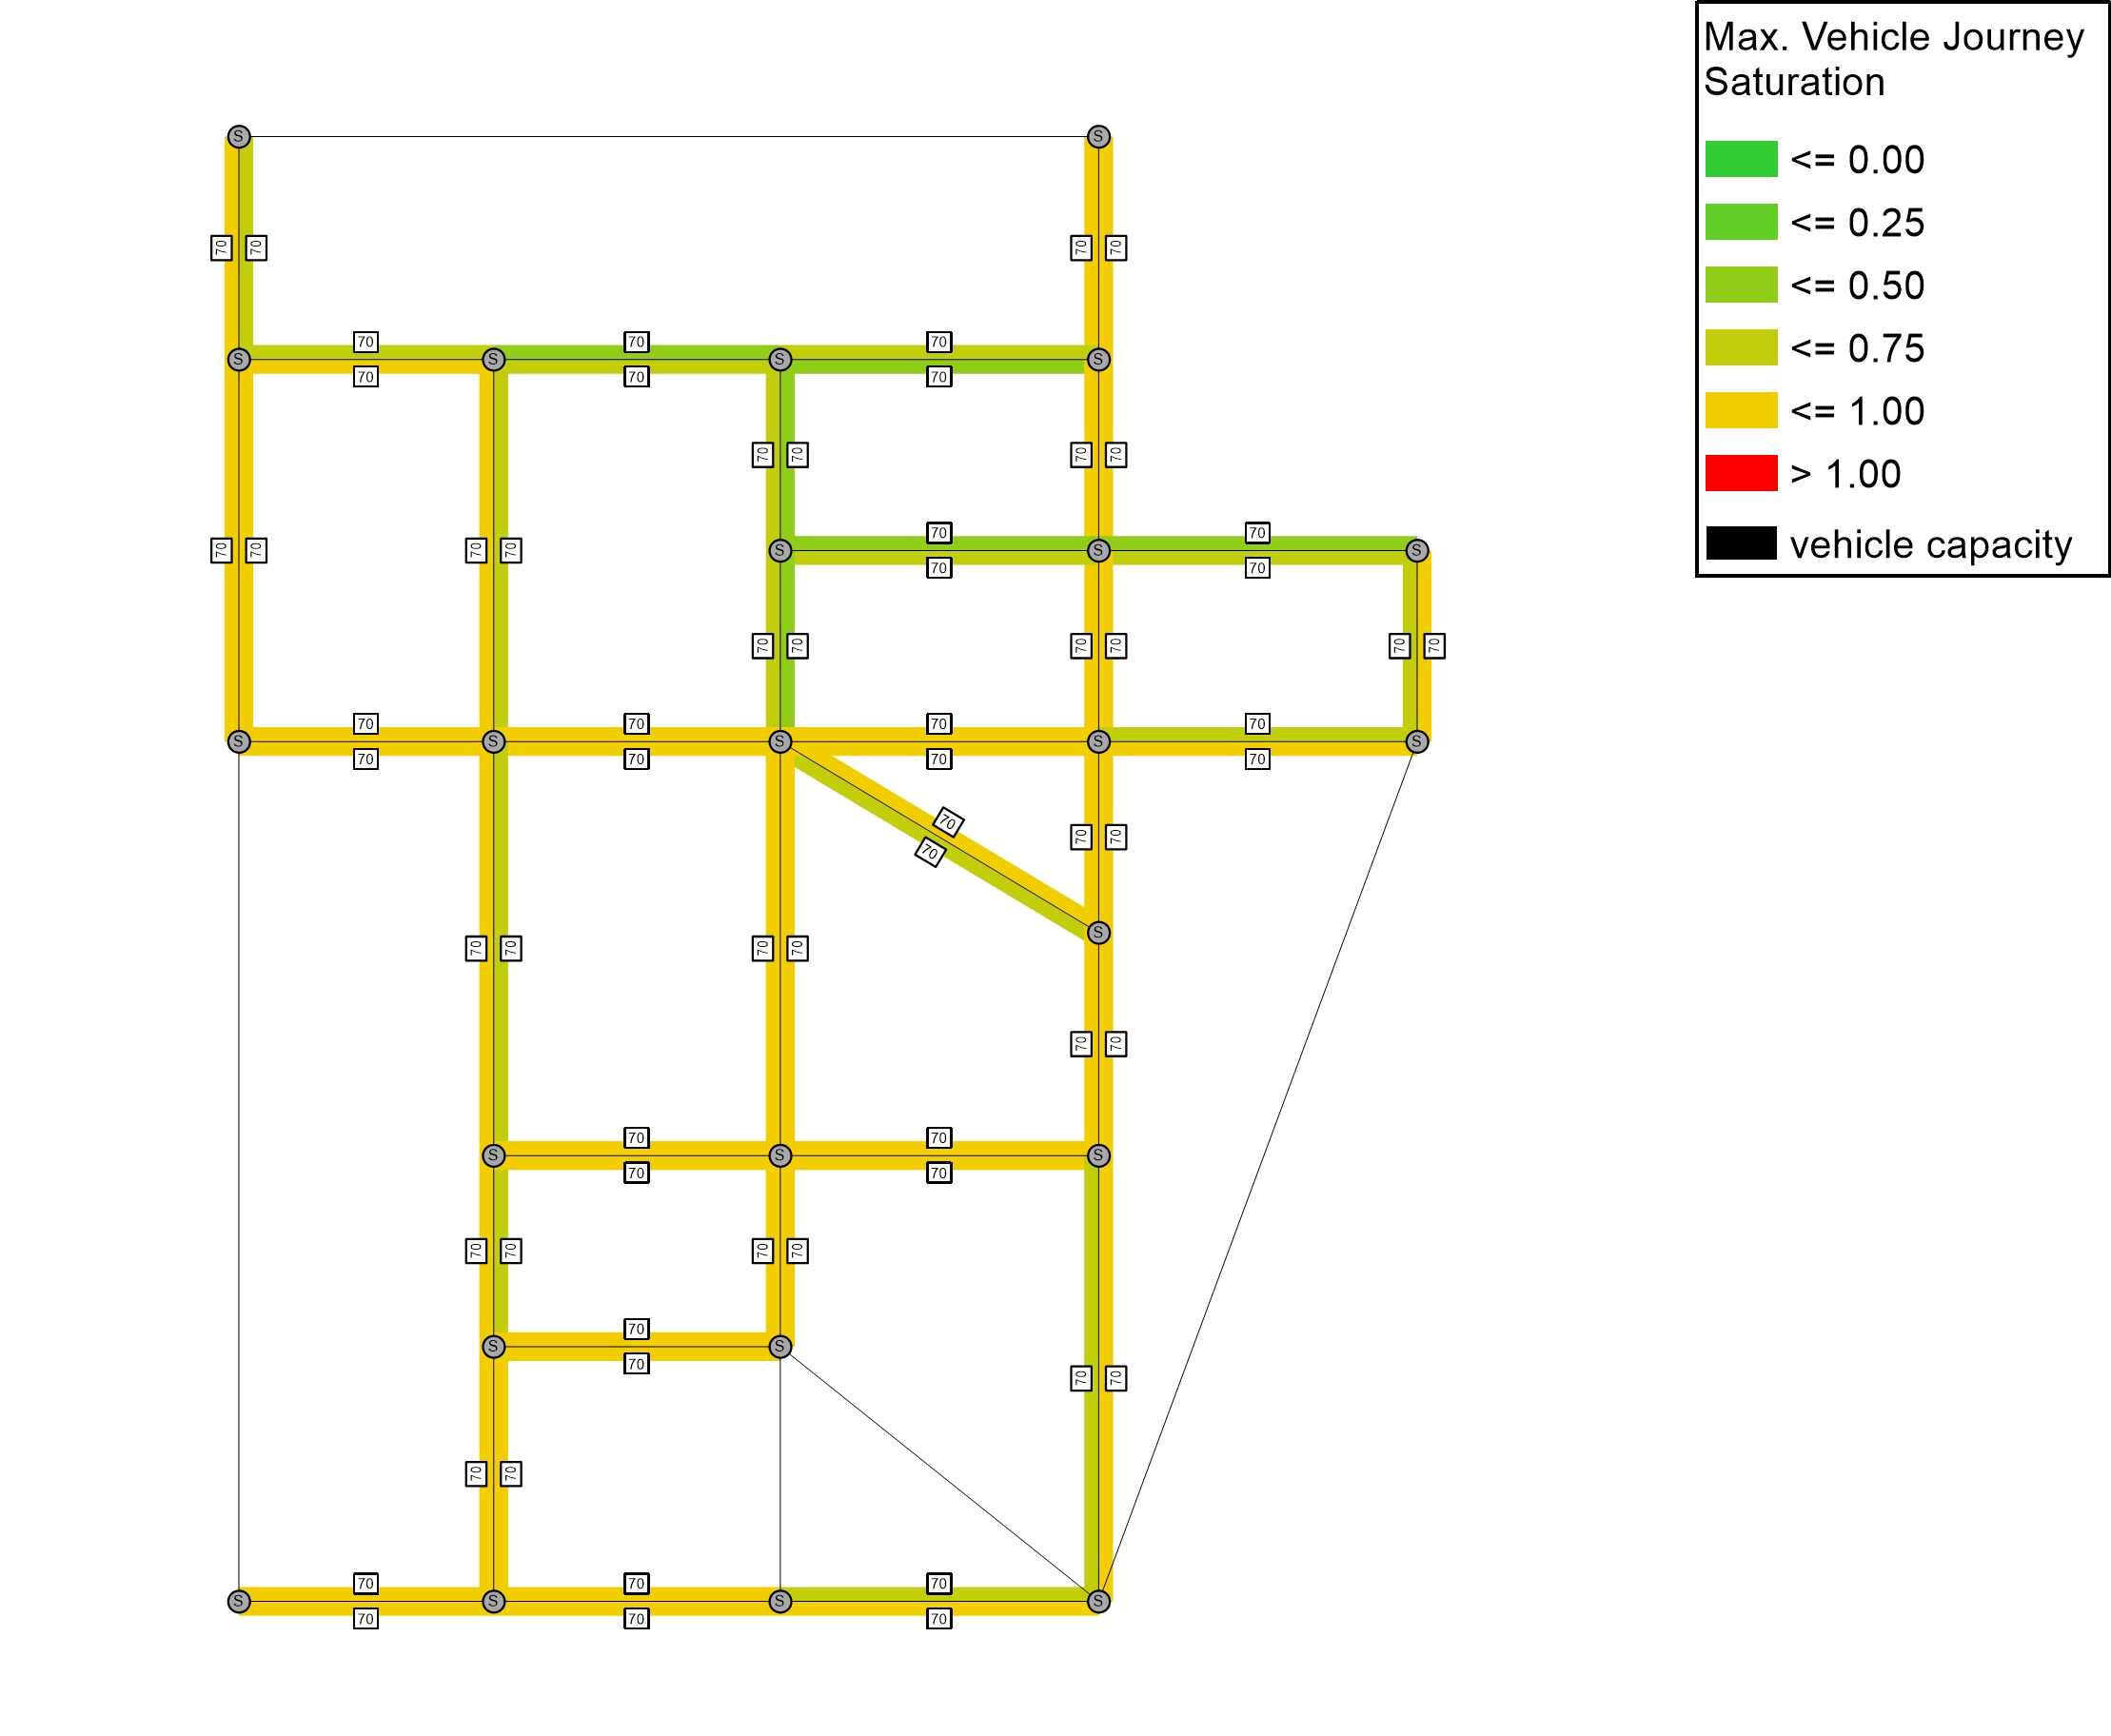 Max. Vehicle Journey
Saturation
<= 0.00
<= 0.25
<= 0.50
<= 0.75
<= 1.00
> 1.00
vehicle capacity
S S
70 70 70 70
70 70 70
S S S S
70 70 70
70 70 70 70
70 70
70 70 70 70 S S S
70 70
70 70 70 70 70 70
70 70 70 70
S S S S S
70 70 70 70
70
70 70
70
S
70 70 70 70
70 70
70 70
S S S
70 70
70 70 70 70
70
S S
70
70 70
70 70
70 70 70
S S S S
70 70 70